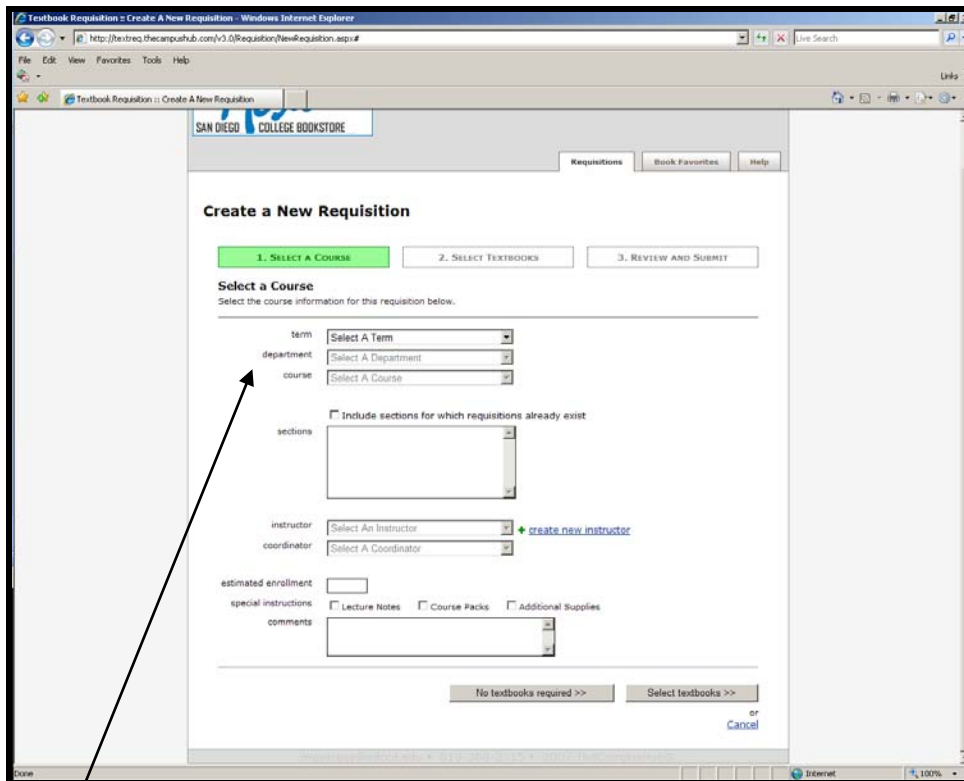 Textbook Requisition :: Create A New Requisition - Windows Internet Explorer
http://textreq.thecampushub.com/v3.0/Requisition/NewRequisition.aspx#
Live Search
File Edit View Favorites Tools Help
Links
Textbook Requisition :: Create A New Requisition
SAN DIEGO COLLEGE BOOKSTORE
Requisitions Book Favorites Help
Create a New Requisition
1. SELECT A COURSE 2. SELECT TEXTBOOKS 3. REVIEW AND SUBMIT
Select a Course
Select the course information for this requisition below.
term Select A Term
department Select A Department
course Select A Course
Include sections for which requisitions already exist
sections
instructor Select An Instructor + create new instructor
coordinator Select A Coordinator
estimated enrollment
special instructions Lecture Notes Course Packs Additional Supplies
comments
No textbooks required >> Select textbooks >>
or
Cancel
Done Internet 100%